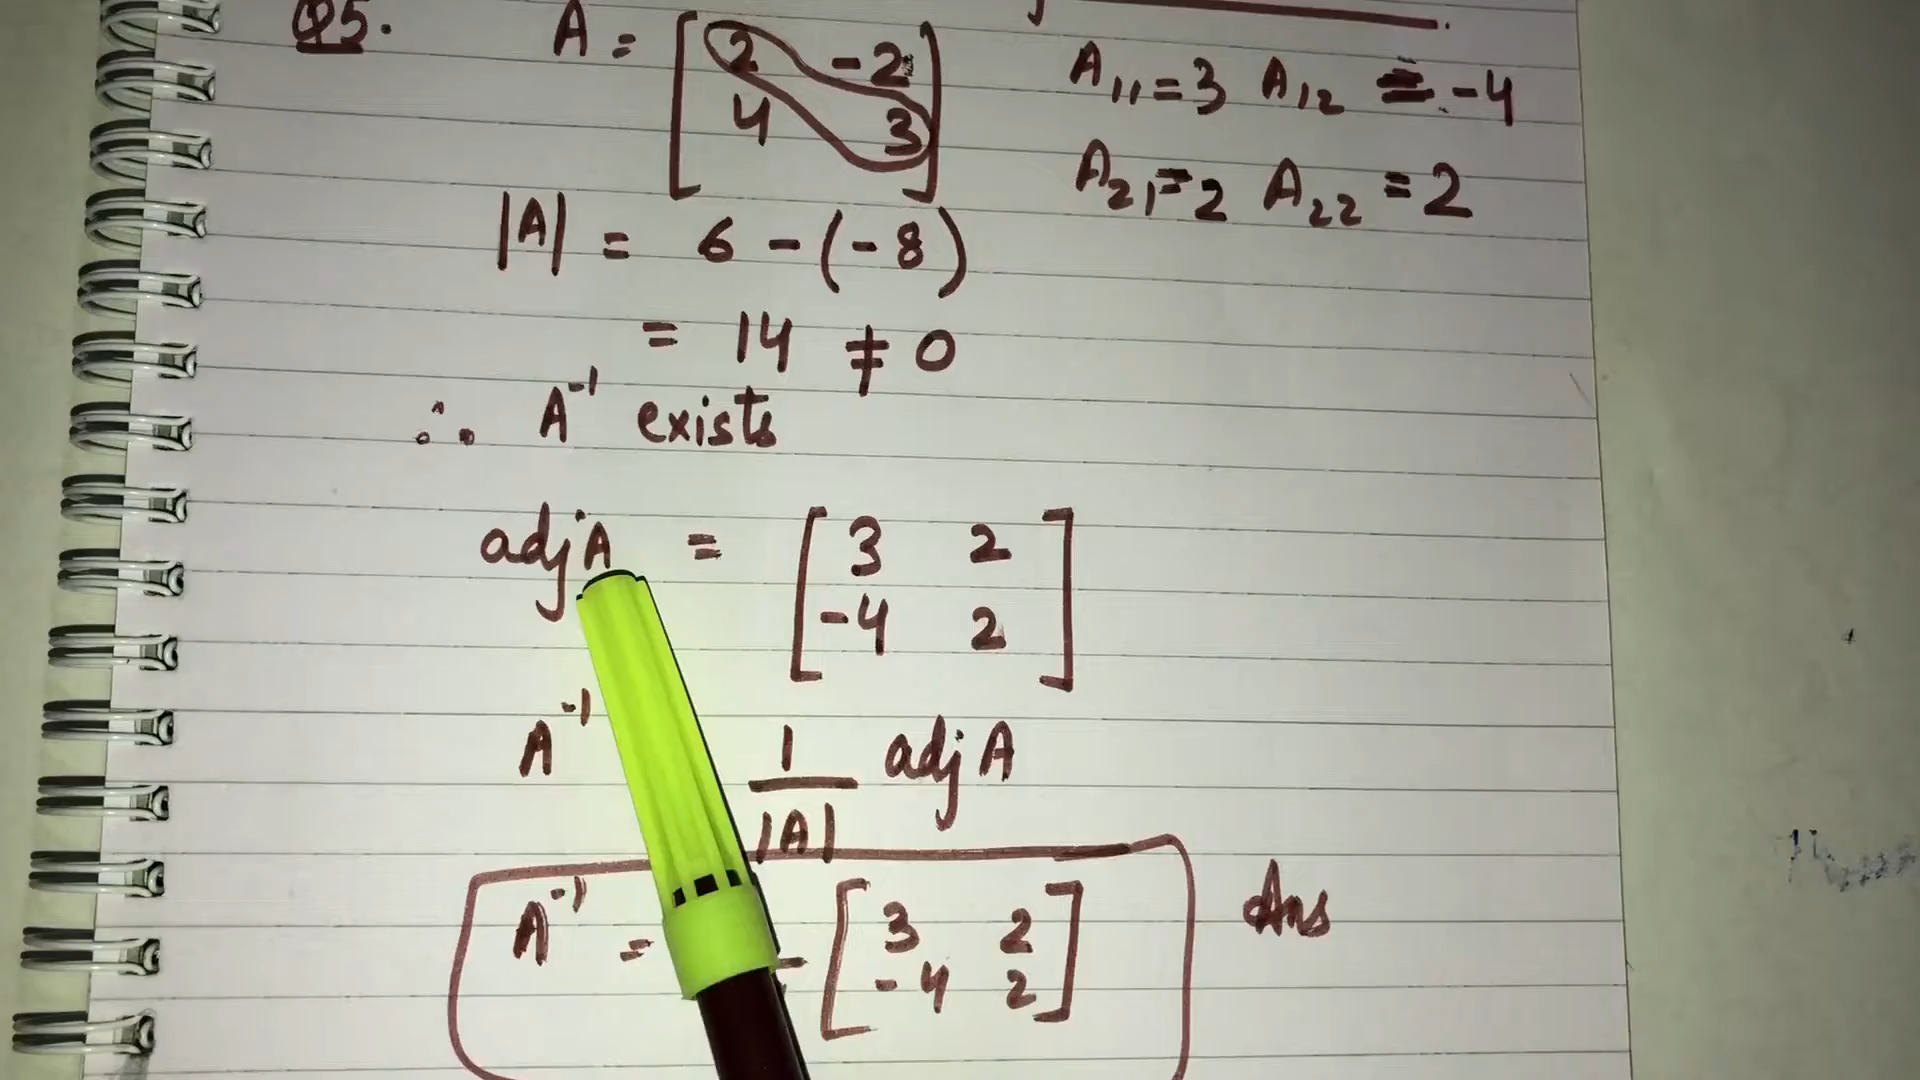 Q5. A = [ 2 -2
4 3 ]
A11 = 3 A12 = -4
A21 = 2 A22 = 2
|A| = 6 - (-8)
= 14 ≠ 0
∴ A⁻¹ exists
adj A = [ 3 2
-4 2 ]
A⁻¹ 1/|A| adj A
A⁻¹ = [ 3 2
-4 2 ] Ans